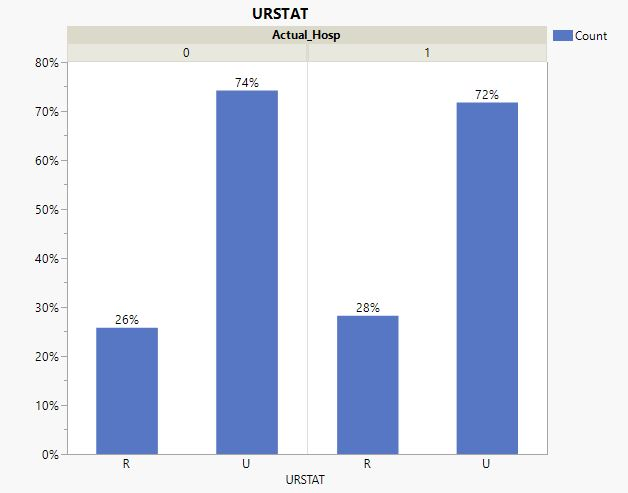 URSTAT
Actual_Hosp
0 1
Count
80%
70%
60%
50%
40%
30%
20%
10%
0%
26%
74%
28%
72%
R U R U
URSTAT